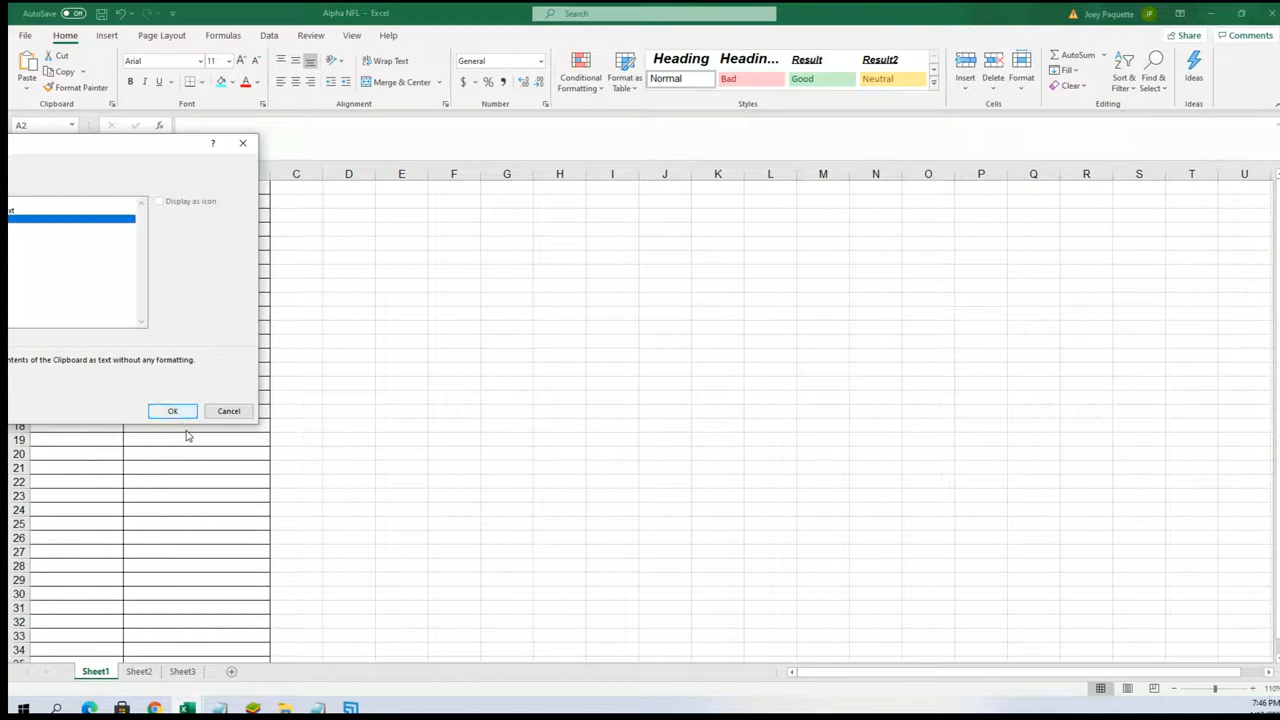 AutoSave Off Alpha NFL - Excel Search Joey Paquette JP
File Home Insert Page Layout Formulas Data Review View Help Share Comments
Paste Cut Copy Format Painter Clipboard
Arial 11 A A B I U A Font
Wrap Text Merge & Center Alignment
General $ % Number
Conditional Formatting Format as Table
Heading Headin... Result Result2
Normal Bad Good Neutral
Styles
Insert Delete Format Cells
AutoSum Fill Clear Sort & Filter Find & Select Editing
Ideas Ideas
A2 fx
? ×
C D E F G H I J K L M N O P Q R S T U
xt
Display as icon
ntents of the Clipboard as text without any formatting.
OK Cancel
18
19
20
21
22
23
24
25
26
27
28
29
30
31
32
33
34
Sheet1 Sheet2 Sheet3
110%
7:46 PM